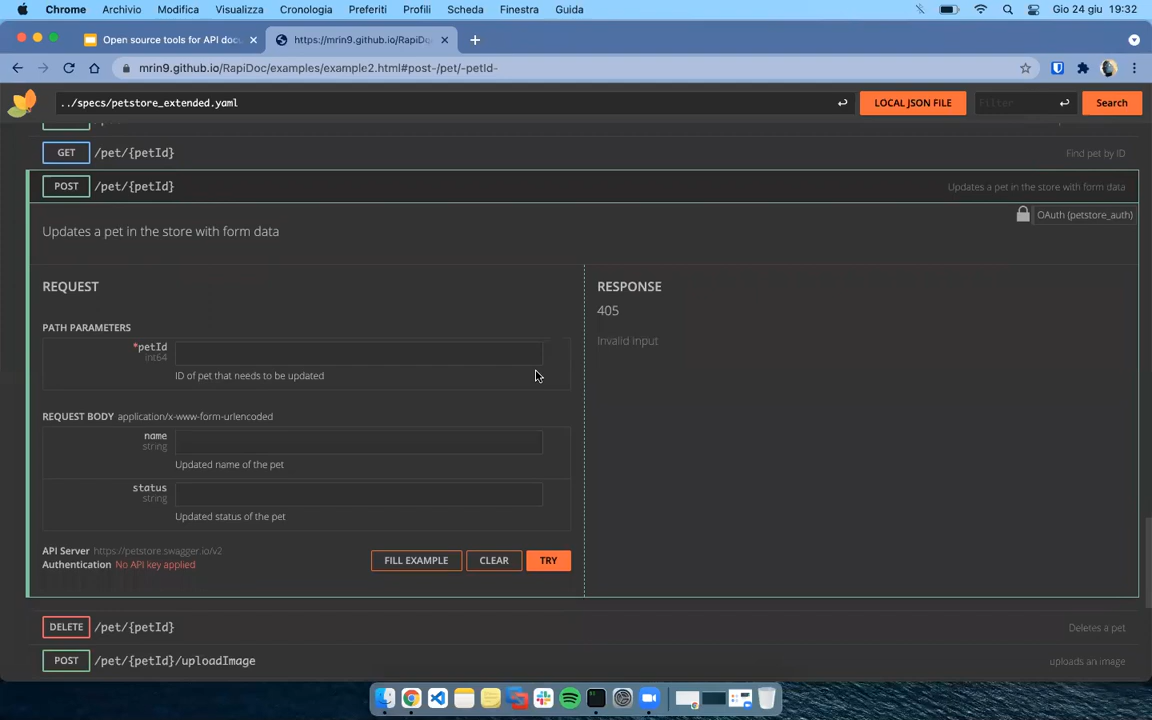 Chrome Archivio Modifica Visualizza Cronologia Preferiti Profili Scheda Finestra Guida Gio 24 giu 19:32
Open source tools for API docu
https://mrin9.github.io/RapiDo
mrin9.github.io/RapiDoc/examples/example2.html#post-/pet/-petId-
../specs/petstore_extended.yaml
LOCAL JSON FILE
Filter
Search
GET /pet/{petId} Find pet by ID
POST /pet/{petId} Updates a pet in the store with form data
OAuth (petstore_auth)
Updates a pet in the store with form data
REQUEST
PATH PARAMETERS
*petId
int64
ID of pet that needs to be updated
REQUEST BODY application/x-www-form-urlencoded
name
string
Updated name of the pet
status
string
Updated status of the pet
API Server https://petstore.swagger.io/v2
Authentication No API key applied
FILL EXAMPLE CLEAR TRY
RESPONSE
405
Invalid input
DELETE /pet/{petId} Deletes a pet
POST /pet/{petId}/uploadImage uploads an image